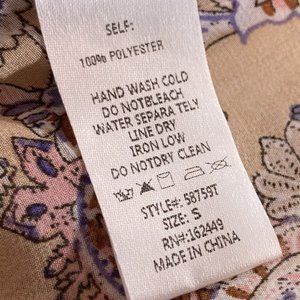 SELF:
100% POLYESTER
HAND WASH COLD
DO NOTBLEACH
WATER SEPARA TELY
LINE DRY
IRON LOW
DO NOTDRY CLEAN
STYLE#: 58759T
SIZE: S
RN#:162449
MADE IN CHINA